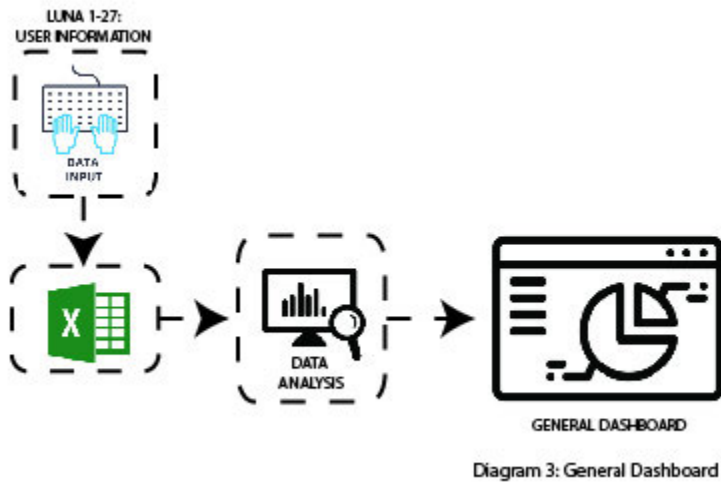 LUNA 1-27:
USER INFORMATION
DATA
INPUT
X
DATA
ANALYSIS
GENERAL DASHBOARD
Diagram 3: General Dashboard